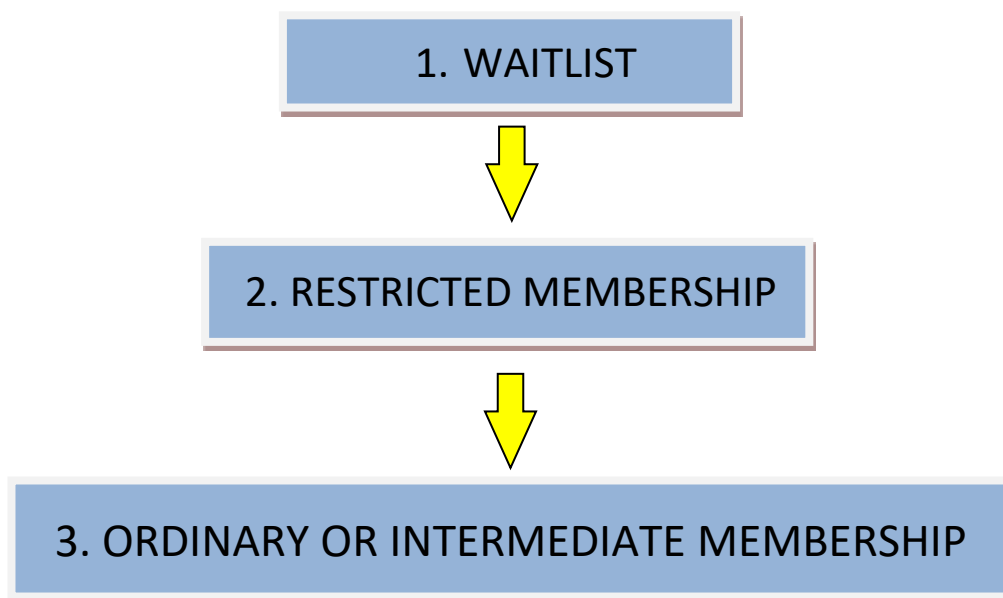 1. WAITLIST
2. RESTRICTED MEMBERSHIP
3. ORDINARY OR INTERMEDIATE MEMBERSHIP